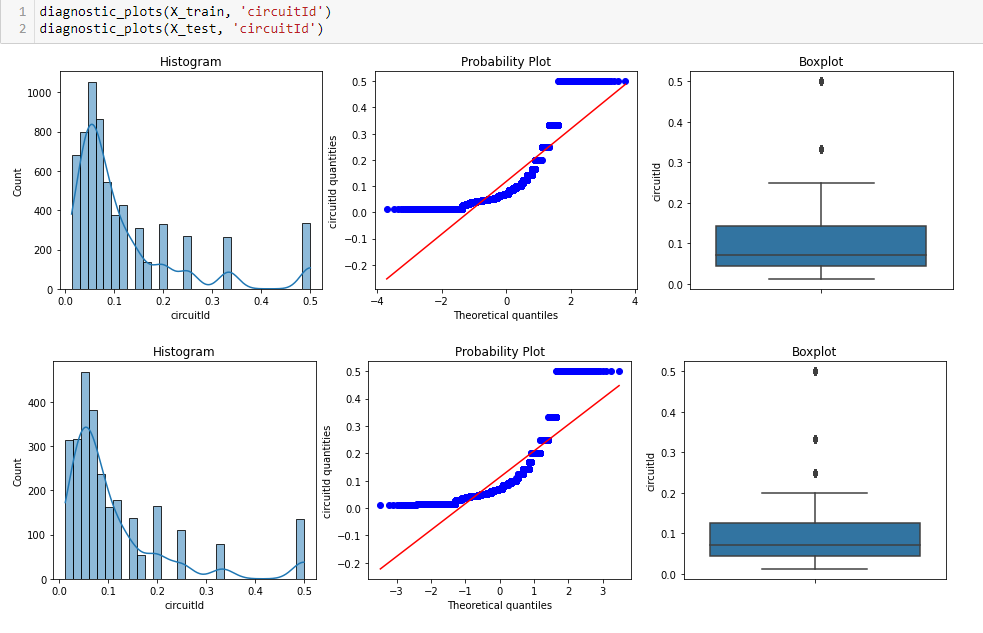 1 diagnostic_plots(X_train, 'circuitId')
2 diagnostic_plots(X_test, 'circuitId')
Histogram
1000
800
600
400
200
0
Count
0.0 0.1 0.2 0.3 0.4 0.5
circuitId
Probability Plot
0.5
0.4
0.3
0.2
0.1
0.0
−0.1
−0.2
circuitId quantities
−4 −2 0 2 4
Theoretical quantiles
Boxplot
0.5
0.4
0.3
0.2
0.1
0.0
circuitId
Histogram
400
300
200
100
0
Count
0.0 0.1 0.2 0.3 0.4 0.5
circuitId
Probability Plot
0.5
0.4
0.3
0.2
0.1
0.0
−0.1
−0.2
circuitId quantities
−3 −2 −1 0 1 2 3
Theoretical quantiles
Boxplot
0.5
0.4
0.3
0.2
0.1
0.0
circuitId